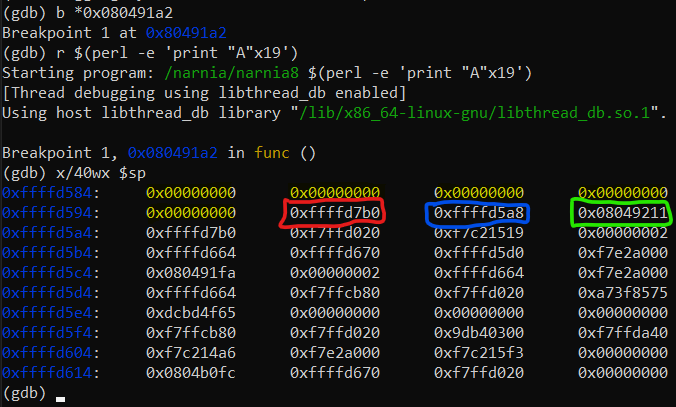 (gdb) b *0x080491a2
Breakpoint 1 at 0x80491a2
(gdb) r $(perl -e 'print "A"x19')
Starting program: /narnia/narnia8 $(perl -e 'print "A"x19')
[Thread debugging using libthread_db enabled]
Using host libthread_db library "/lib/x86_64-linux-gnu/libthread_db.so.1".
Breakpoint 1, 0x080491a2 in func ()
(gdb) x/40wx $sp
0xffffd584: 0x00000000 0x00000000 0x00000000 0x00000000
0xffffd594: 0x00000000 0xffffd7b0 0xffffd5a8 0x08049211
0xffffd5a4: 0xffffd7b0 0xf7ffd020 0xf7c21519 0x00000002
0xffffd5b4: 0xffffd664 0xffffd670 0xffffd5d0 0xf7e2a000
0xffffd5c4: 0x080491fa 0x00000002 0xffffd664 0xf7e2a000
0xffffd5d4: 0xffffd664 0xf7ffcb80 0xf7ffd020 0xa73f8575
0xffffd5e4: 0xdcbd4f65 0x00000000 0x00000000 0x00000000
0xffffd5f4: 0xf7ffcb80 0xf7ffd020 0x9db40300 0xf7ffda40
0xffffd604: 0xf7c214a6 0xf7e2a000 0xf7c215f3 0x00000000
0xffffd614: 0x0804b0fc 0xffffd670 0xf7ffd020 0x00000000
(gdb)